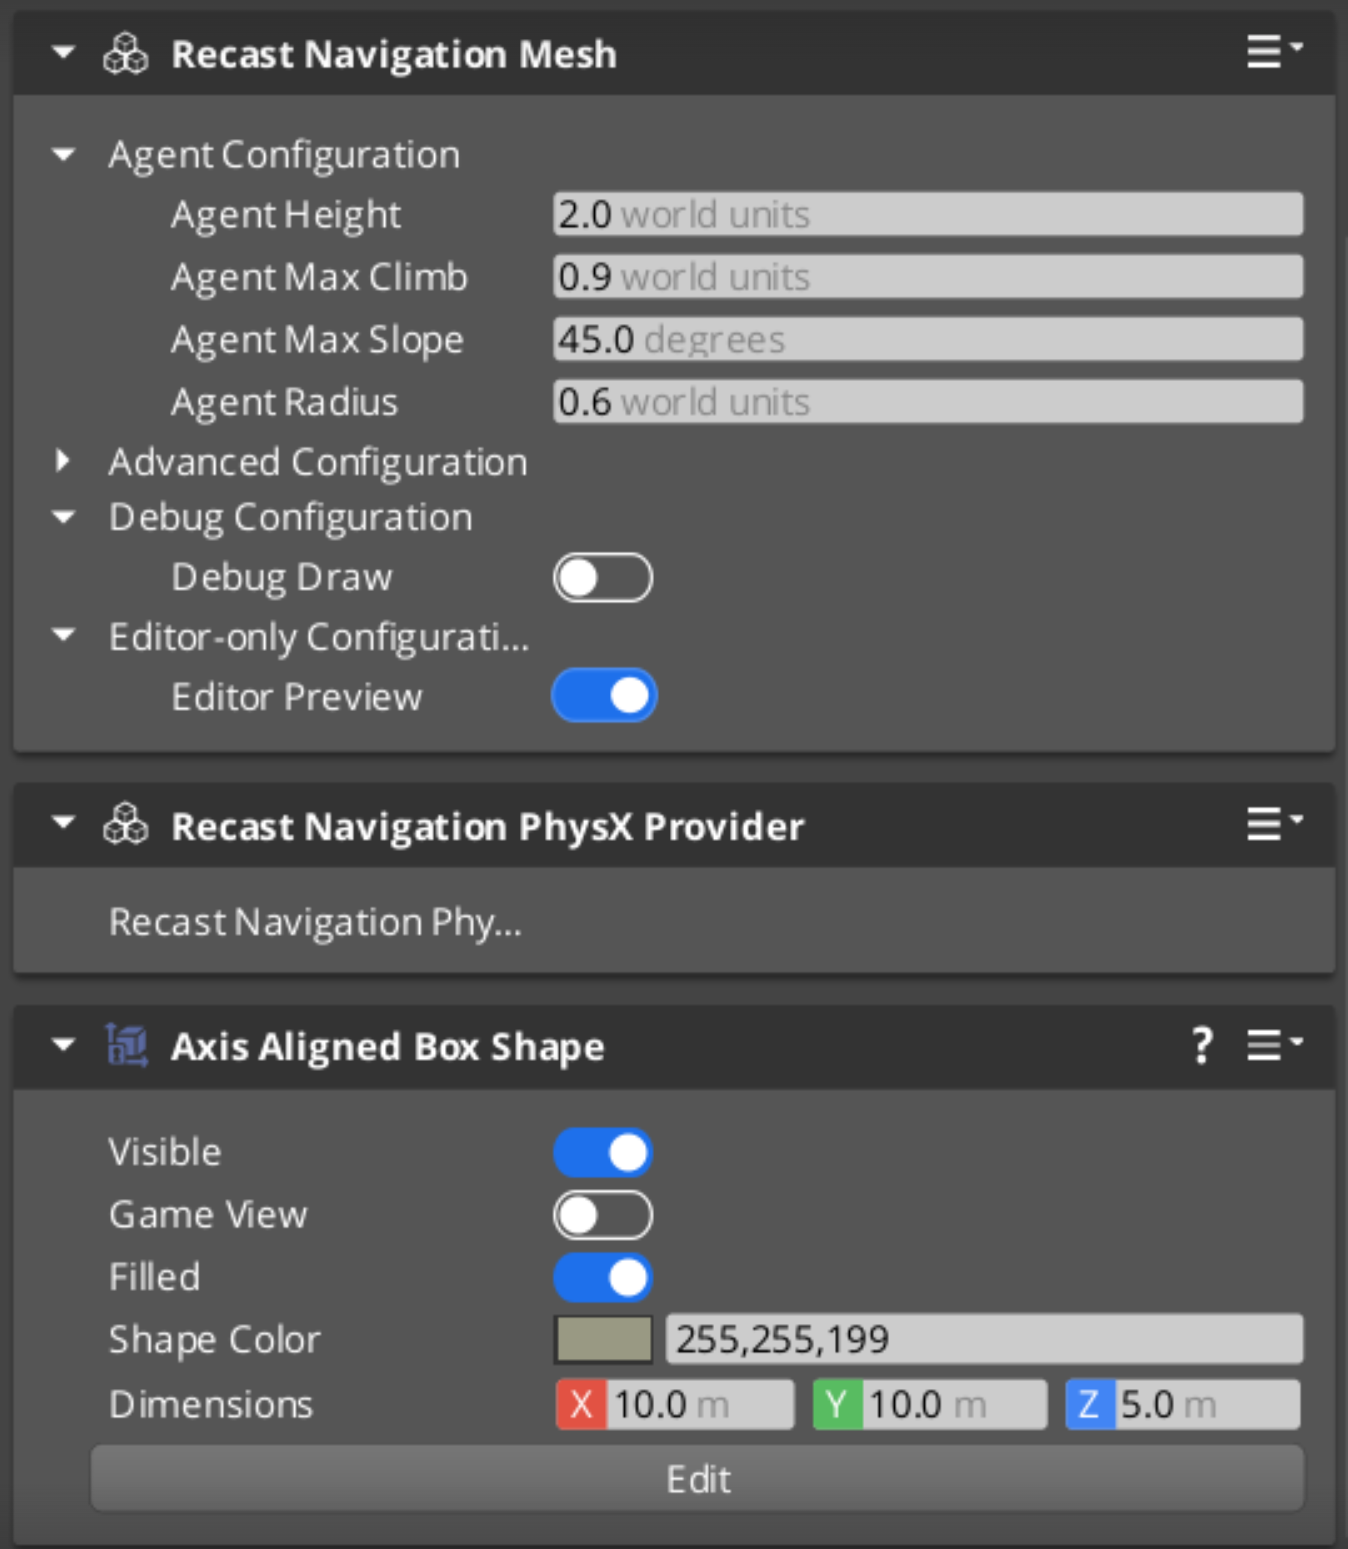 Recast Navigation Mesh
Agent Configuration
Agent Height 2.0 world units
Agent Max Climb 0.9 world units
Agent Max Slope 45.0 degrees
Agent Radius 0.6 world units
Advanced Configuration
Debug Configuration
Debug Draw
Editor-only Configurati...
Editor Preview
Recast Navigation PhysX Provider
Recast Navigation Phy...
Axis Aligned Box Shape ?
Visible
Game View
Filled
Shape Color 255,255,199
Dimensions X 10.0 m Y 10.0 m Z 5.0 m
Edit